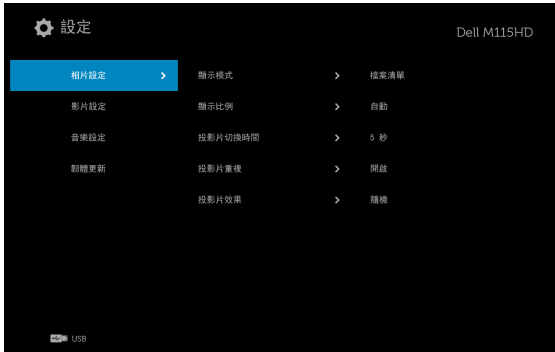 設定
Dell M115HD
相片設定 顯示模式 檔案清單
影片設定 顯示比例 自動
音樂設定 投影片切換時間 5 秒
韌體更新 投影片重複 開啟
投影片效果 隨機
USB